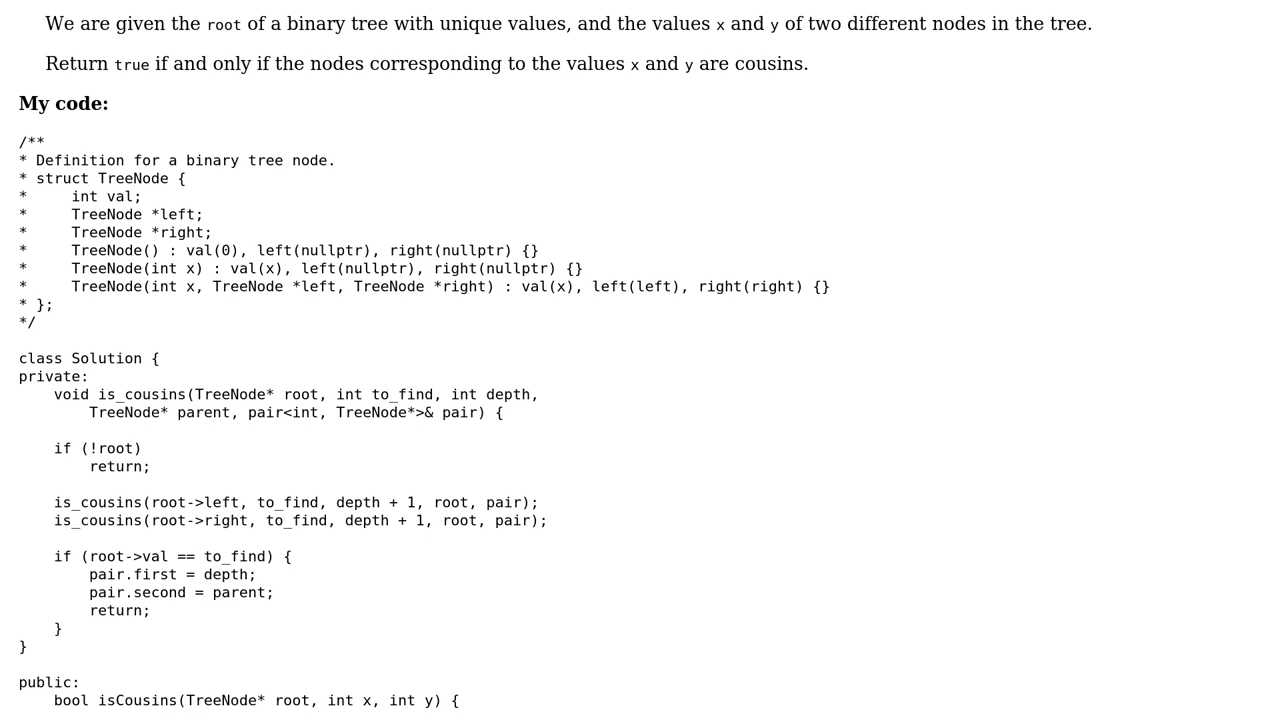 We are given the root of a binary tree with unique values, and the values x and y of two different nodes in the tree.
Return true if and only if the nodes corresponding to the values x and y are cousins.
My code:
/**
* Definition for a binary tree node.
* struct TreeNode {
*     int val;
*     TreeNode *left;
*     TreeNode *right;
*     TreeNode() : val(0), left(nullptr), right(nullptr) {}
*     TreeNode(int x) : val(x), left(nullptr), right(nullptr) {}
*     TreeNode(int x, TreeNode *left, TreeNode *right) : val(x), left(left), right(right) {}
* };
*/
class Solution {
private:
    void is_cousins(TreeNode* root, int to_find, int depth,
        TreeNode* parent, pair<int, TreeNode*>& pair) {
    if (!root)
        return;
    is_cousins(root->left, to_find, depth + 1, root, pair);
    is_cousins(root->right, to_find, depth + 1, root, pair);
    if (root->val == to_find) {
        pair.first = depth;
        pair.second = parent;
        return;
    }
}
public:
    bool isCousins(TreeNode* root, int x, int y) {